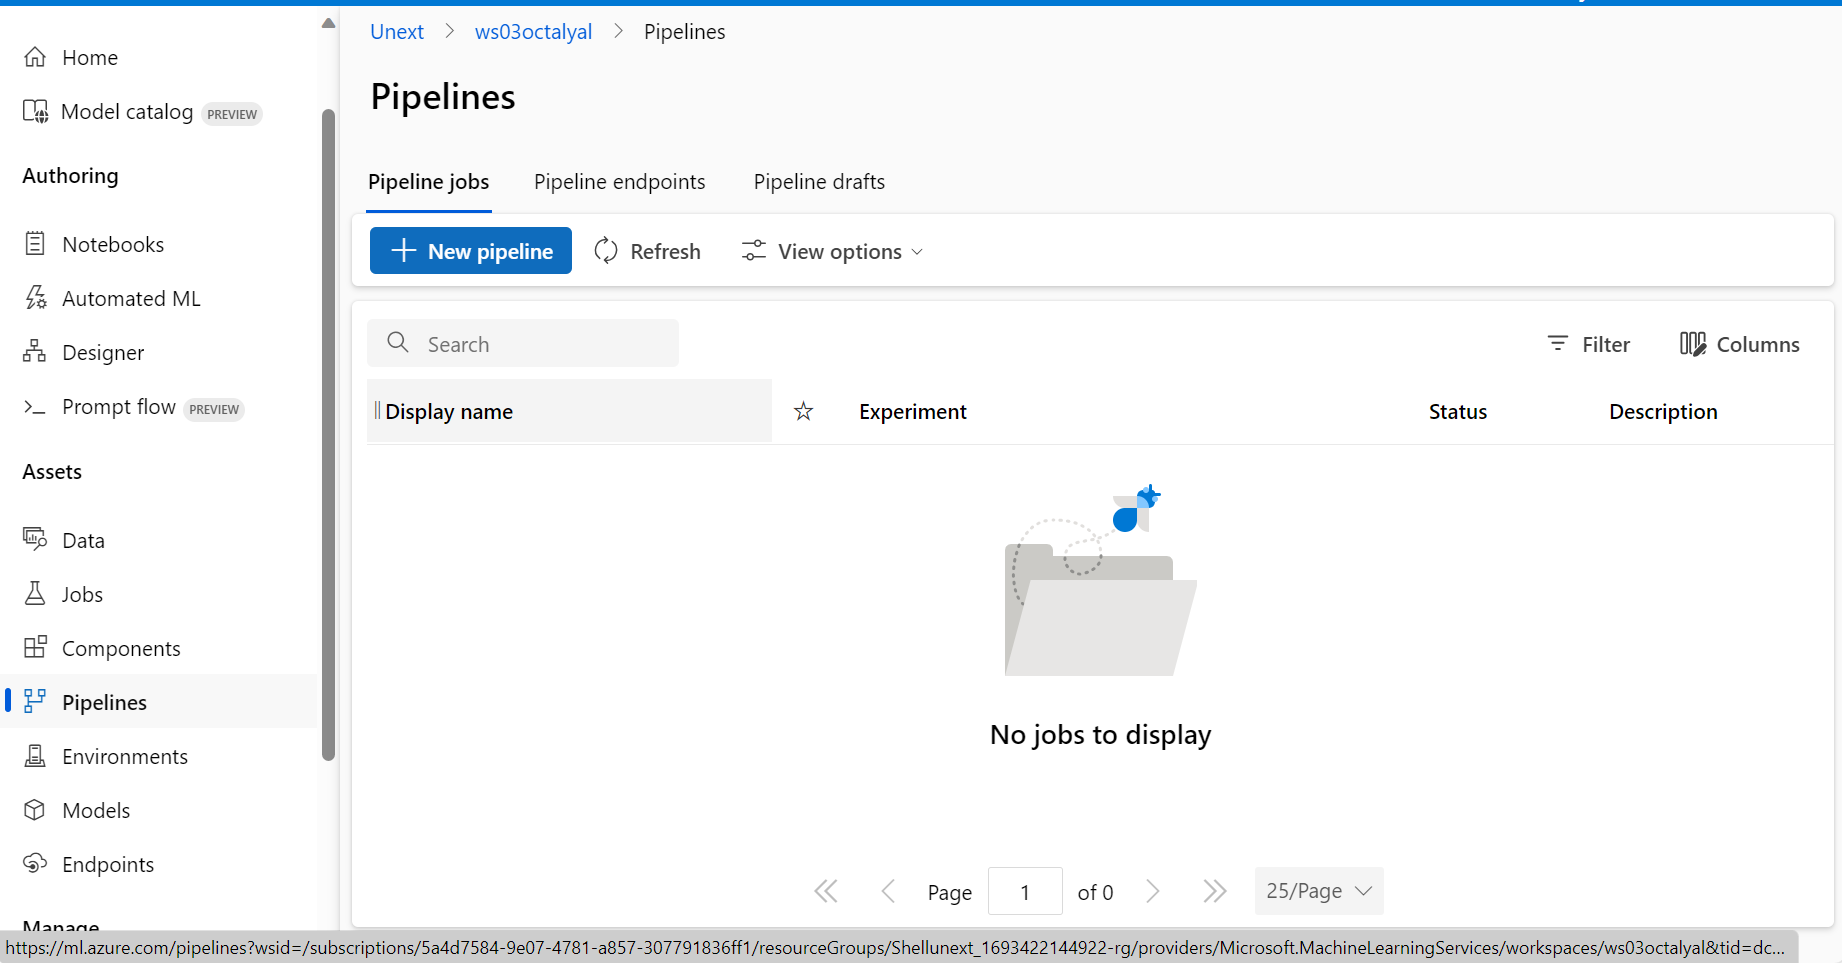 Unext > ws03octalyal > Pipelines
Home
Model catalog PREVIEW
Authoring
Notebooks
Automated ML
Designer
Prompt flow PREVIEW
Assets
Data
Jobs
Components
Pipelines
Environments
Models
Endpoints
Manage
Pipelines
Pipeline jobs Pipeline endpoints Pipeline drafts
New pipeline Refresh View options
Search Filter Columns
Display name Experiment Status Description
No jobs to display
Page 1 of 0 25/Page
https://ml.azure.com/pipelines?wsid=/subscriptions/5a4d7584-9e07-4781-a857-307791836ff1/resourceGroups/Shellunext_1693422144922-rg/providers/Microsoft.MachineLearningServices/workspaces/ws03octalyal&tid=dc...